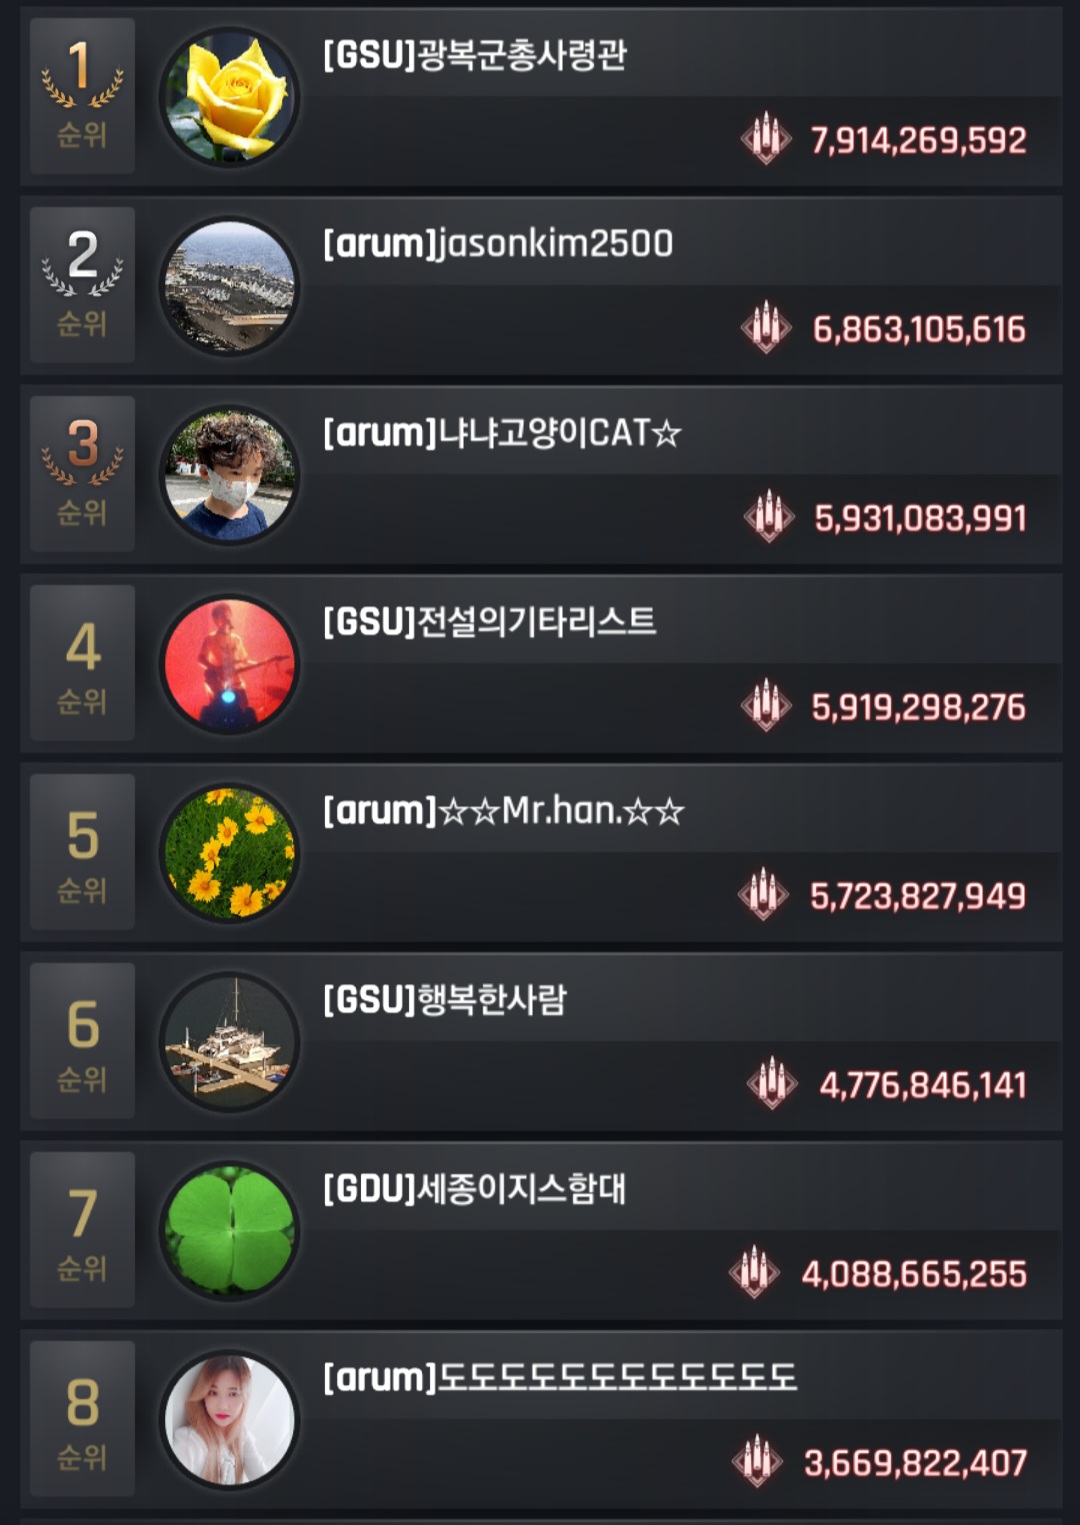 1
순위
[GSU]광복군총사령관
7,914,269,592
2
순위
[arum]jasonkim2500
6,863,105,616
3
순위
[arum]냐냐고양이CAT☆
5,931,083,991
4
순위
[GSU]전설의기타리스트
5,919,298,276
5
순위
[arum]☆☆Mr.han.☆☆
5,723,827,949
6
순위
[GSU]행복한사람
4,776,846,141
7
순위
[GDU]세종이지스함대
4,088,665,255
8
순위
[arum]도도도도도도도도도도도도
3,669,822,407